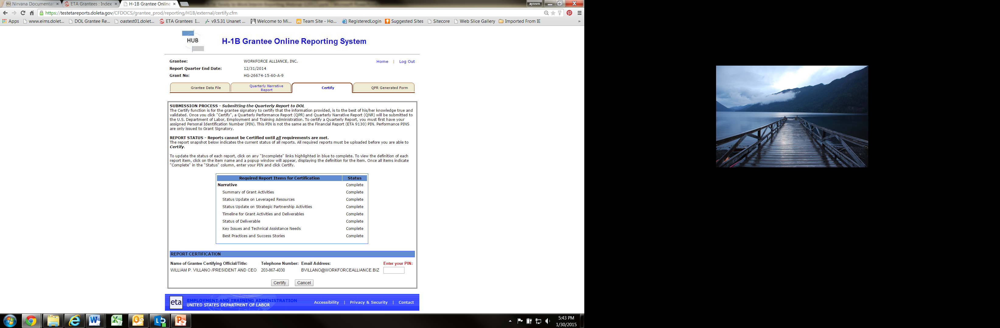 Nirvana Documentar
ETA Grantees : Index
H-1B Grantee Online
ayreen
https://testetareports.doleta.gov/CFDOCS/grantee_prod/reporting/H1B/external/certify.cfm
Apps www.eims.dolet... DOL Grantee Re... oastest01.dolet... ETA Grantees I... v9.5.31 Unanet ... Welcome to Mi... Team Site - Ho... RegisteredLogin Suggested Sites Sitecore Web Slice Gallery Imported From IE »
HUB
H-1B Grantee Online Reporting System
Grantee: WORKFORCE ALLIANCE, INC. Home | Log Out
Report Quarter End Date: 12/31/2014
Grant No: HG-26674-15-60-A-9
Grantee Data File
Quarterly Narrative
Report
Certify
QPR Generated Form
SUBMISSION PROCESS - Submitting the Quarterly Report to DOL
The Certify function is for the grantee signatory to certify that the information provided, is to the best of his/her knowledge true and
validated. Once you click "Certify", a Quarterly Performance Report (QPR) and Quarterly Narrative Report (QNR) will be submitted to
the U.S. Department of Labor, Employment and Training Administration. To certify a Quarterly Report, you must first have your
assigned Personal Identification Number (PIN). This PIN is not the same as the Financial Report (ETA 9130) PIN. Performance PINS
are only issued to Grant Signatory.
REPORT STATUS - Reports cannot be Certified until all requirements are met.
The report snapshot below indicates the current status of all reports. All required reports must be uploaded before you are able to
Certify.
To update the status of each report, click on any "Incomplete" links highlighted in blue to complete. To view the definition of each
report item, click on the item name and a popup window will appear, displaying the definition for the item. Once all items indicate
"Complete" in the "Status" column, enter your PIN and click Certify.
Required Report Items for Certification Status
Narrative Complete
Summary of Grant Activities Complete
Status Update on Leveraged Resources Complete
Status Update on Strategic Partnership Activities Complete
Timeline for Grant Activities and Deliverables Complete
Status of Deliverable Complete
Key Issues and Technical Assistance Needs Complete
Best Practices and Success Stories Complete
REPORT CERTIFICATION
Name of Grantee Certifying Official/Title: Telephone Number: Email Address: Enter your PIN:
WILLIAM P. VILLANO /PRESIDENT AND CEO 203-867-4030 BVILLANO@WORKFORCEALLIANCE.BIZ
Certify Cancel
eta
EMPLOYMENT AND TRAINING ADMINISTRATION
UNITED STATES DEPARTMENT OF LABOR
Accessibility | Privacy & Security | Contact
5:43 PM
1/30/2015